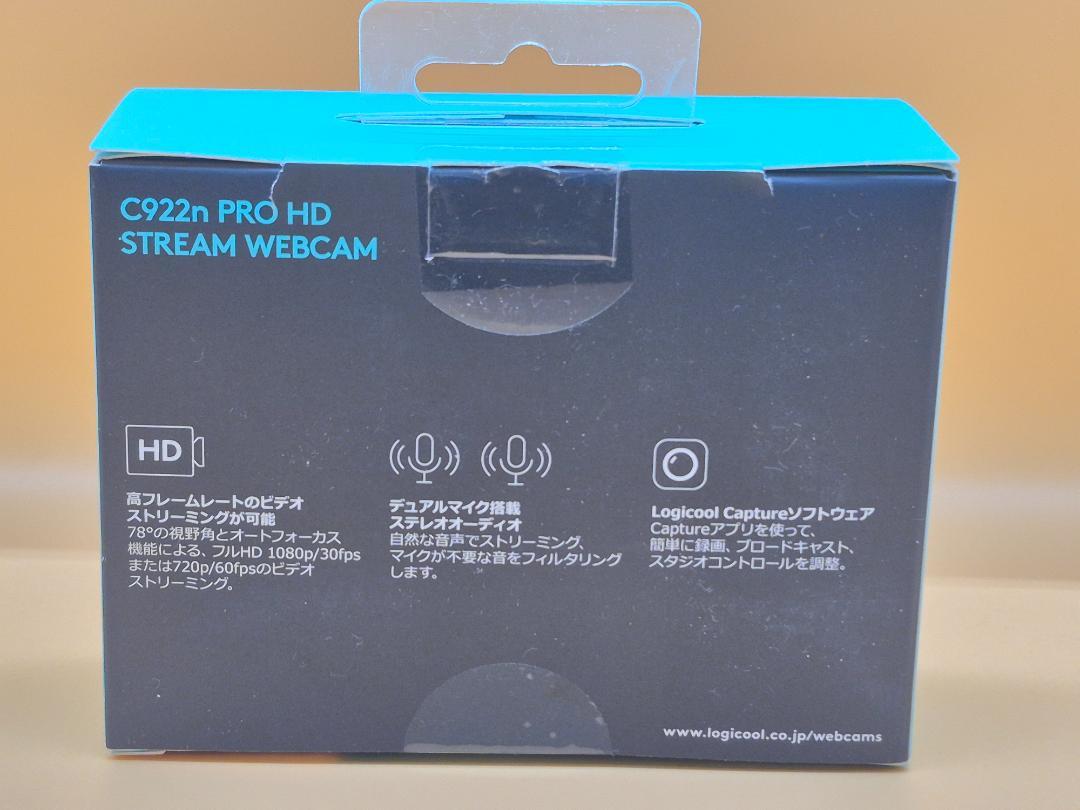 C922n PRO HD
STREAM WEBCAM
HD
高フレームレートのビデオ
ストリーミングが可能
78°の視野角とオートフォーカス
機能による、フルHD 1080p/30fps
または720p/60fpsのビデオ
ストリーミング。
デュアルマイク搭載
ステレオオーディオ
自然な音声でストリーミング、
マイクが不要な音をフィルタリング
します。
Logicool Captureソフトウェア
Captureアプリを使って、
簡単に録画、ブロードキャスト、
スタジオコントロールを調整。
www.logicool.co.jp/webcams